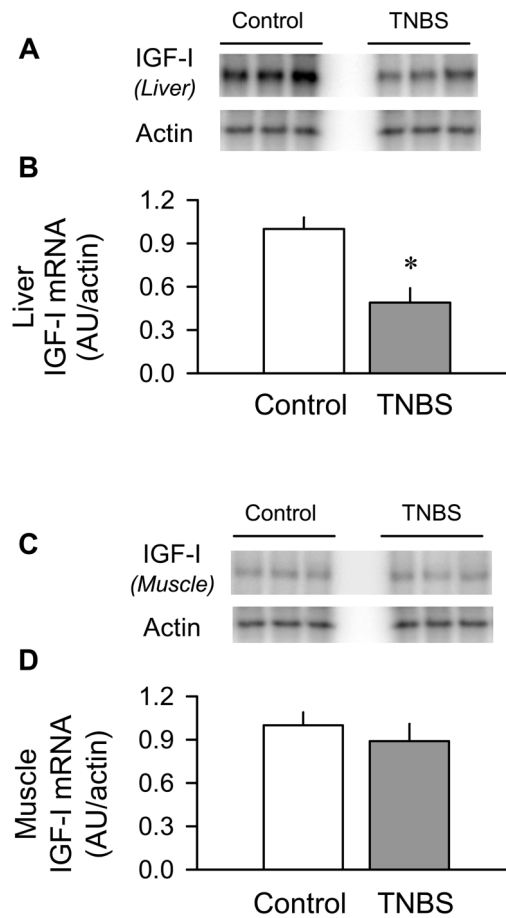 A
Control TNBS
IGF-I
(Liver)
Actin
B
Liver
IGF-I mRNA
(AU/actin)
1.2
0.9
0.6
0.3
0.0
*
Control TNBS
C
Control TNBS
IGF-I
(Muscle)
Actin
D
Muscle
IGF-I mRNA
(AU/actin)
1.2
0.9
0.6
0.3
0.0
Control TNBS